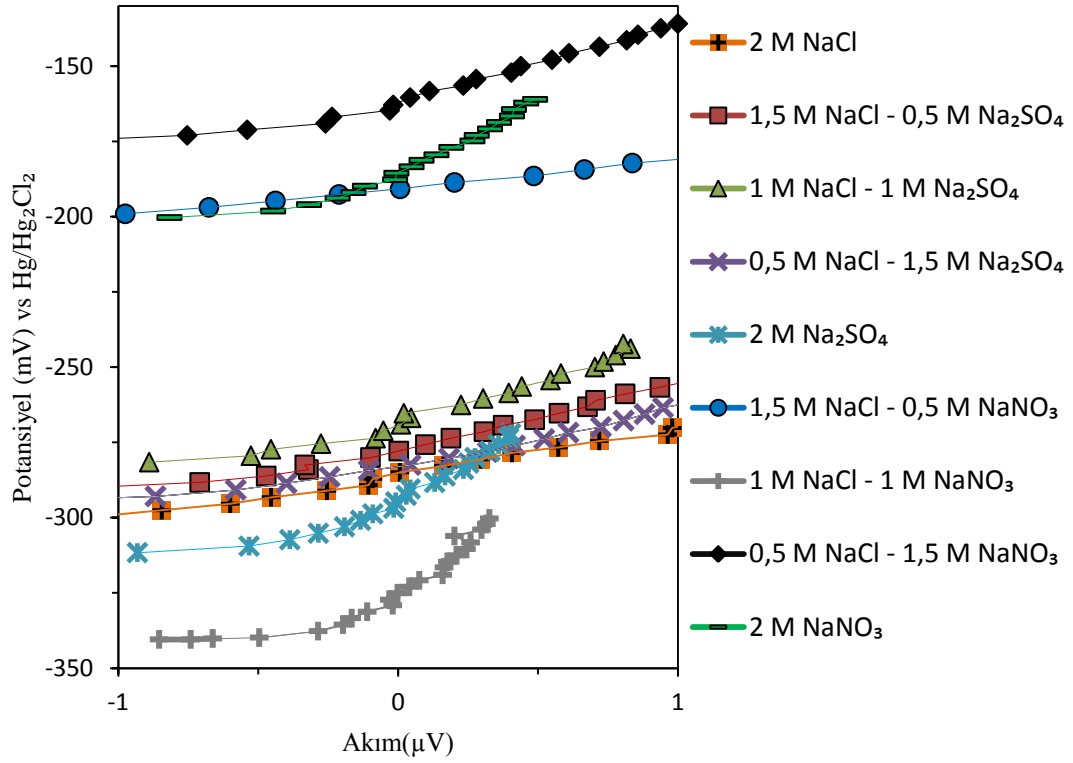 -150
-200
-250
-300
-350
-1
0
1
Potansiyel (mV) vs Hg/Hg₂Cl₂
Akım(µV)
2 M NaCl
1,5 M NaCl - 0,5 M Na₂SO₄
1 M NaCl - 1 M Na₂SO₄
0,5 M NaCl - 1,5 M Na₂SO₄
2 M Na₂SO₄
1,5 M NaCl - 0,5 M NaNO₃
1 M NaCl - 1 M NaNO₃
0,5 M NaCl - 1,5 M NaNO₃
2 M NaNO₃